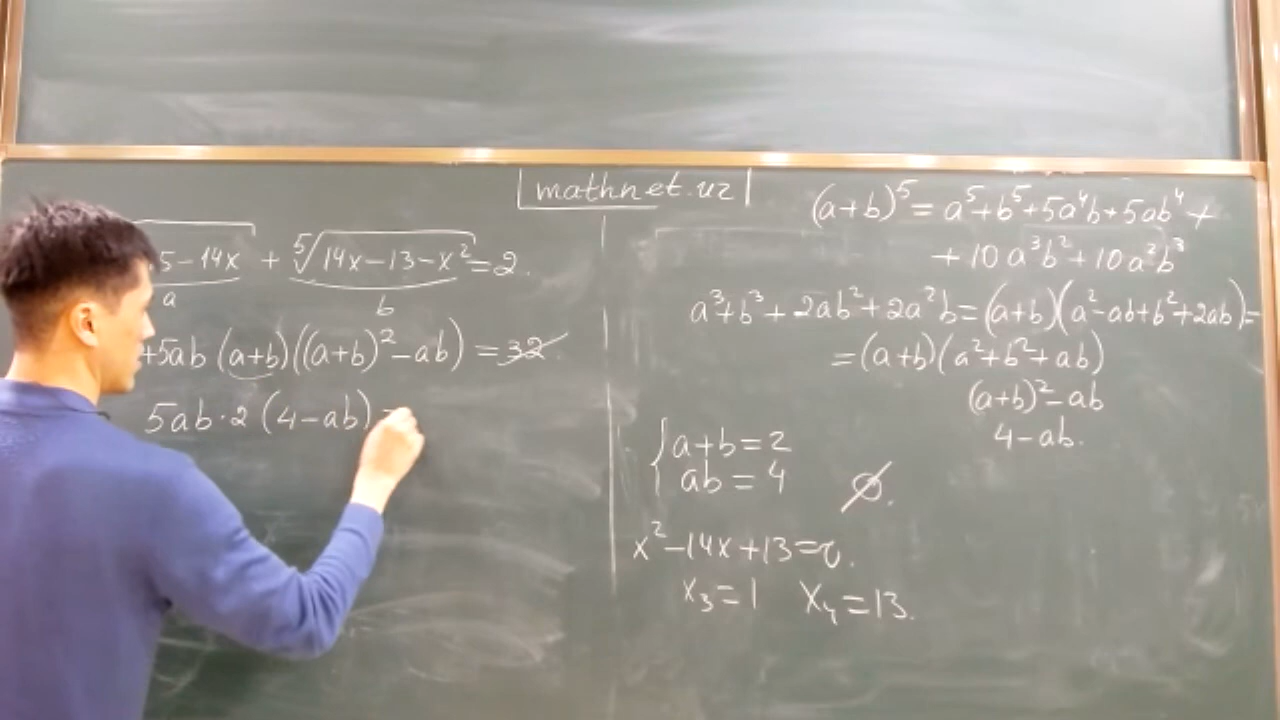 mathnet.uz
5 - 14x + ⁵√(14x - 13 - x²) = 2.
a b
+5ab (a+b)((a+b)² - ab) = 32.
5ab · 2 (4 - ab) =
(a+b)⁵ = a⁵ + b⁵ + 5a⁴b + 5ab⁴ +
+ 10a³b² + 10a²b³
a³ + b³ + 2ab² + 2a²b = (a+b)(a² - ab + b² + 2ab) =
= (a+b)(a² + b² + ab)
(a+b)² - ab
4 - ab.
{ a + b = 2
ab = 4 ∅.
x² - 14x + 13 = 0.
x₃ = 1 x₄ = 13.